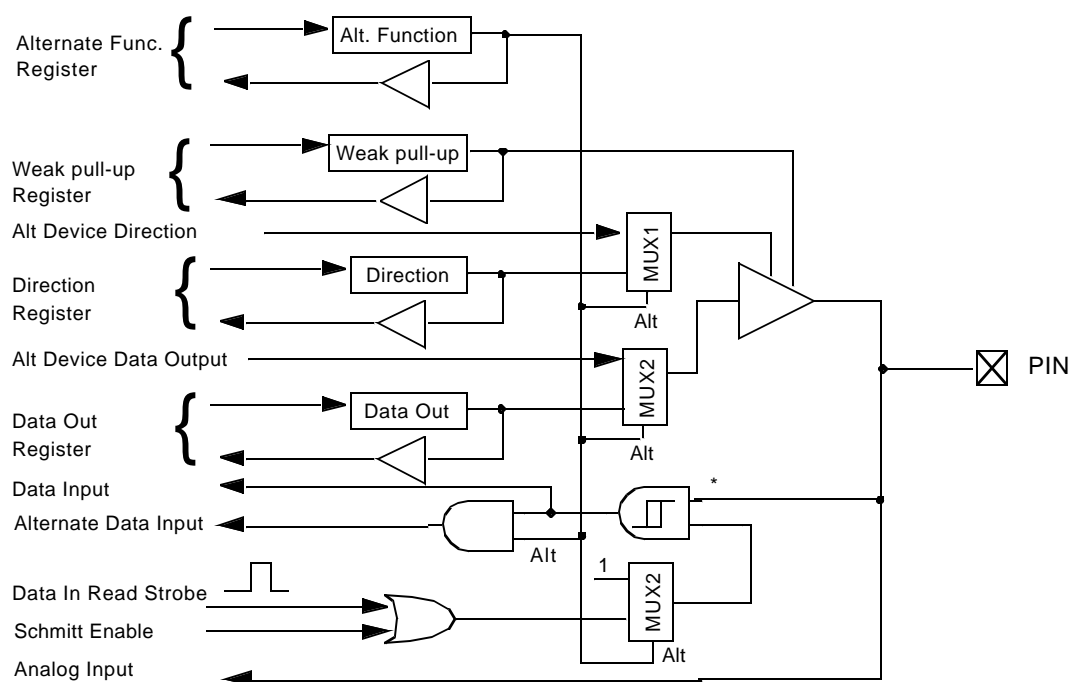 Alternate Func.
Register
Alt. Function
Weak pull-up
Register
Weak pull-up
Alt Device Direction
MUX1
Direction
Register
Direction
Alt
Alt Device Data Output
MUX2
PIN
Data Out
Register
Data Out
Alt
Data Input
*
Alternate Data Input
Alt
1
MUX2
Data In Read Strobe
Schmitt Enable
Alt
Analog Input